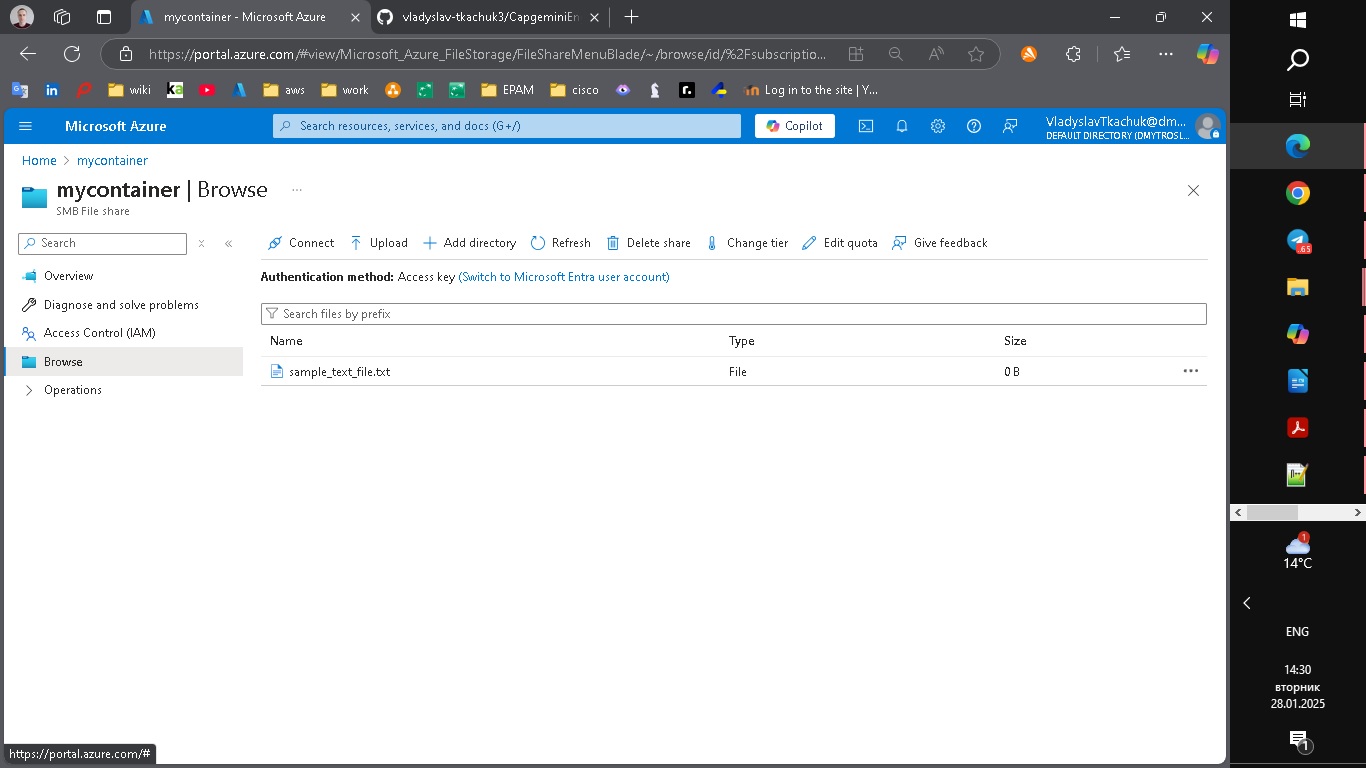 mycontainer - Microsoft Azure
vladyslav-tkachuk3/CapgeminiEn
https://portal.azure.com/#view/Microsoft_Azure_FileStorage/FileShareMenuBlade/~/browse/id/%2Fsubscriptio...
wiki
ka
aws
work
EPAM
cisco
r.
Log in to the site | Y...
Microsoft Azure
Search resources, services, and docs (G+/)
Copilot
VladyslavTkachuk@dm...
DEFAULT DIRECTORY (DMYTROSL...
Home > mycontainer
mycontainer | Browse
SMB File share
Search
Connect
Upload
Add directory
Refresh
Delete share
Change tier
Edit quota
Give feedback
Overview
Diagnose and solve problems
Access Control (IAM)
Browse
Operations
Authentication method: Access key (Switch to Microsoft Entra user account)
Search files by prefix
Name Type Size
sample_text_file.txt File 0 B
https://portal.azure.com/#
65
1
14°C
ENG
14:30
вторник
28.01.2025
1